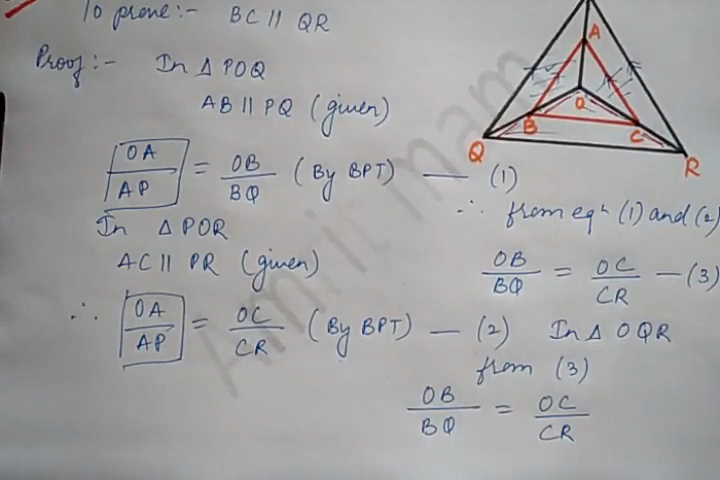 To prove:- BC || QR
Proof:- In Δ POQ
AB || PQ (given)
OA/AP = OB/BQ (By BPT) — (1)
In Δ POR
AC || PR (given)
∴ OA/AP = OC/CR (By BPT) — (2)
∴ from eqⁿ (1) and (2)
OB/BQ = OC/CR — (3)
In Δ OQR
from (3)
OB/BQ = OC/CR
A
O
B
C
Q
R
Amrit mam